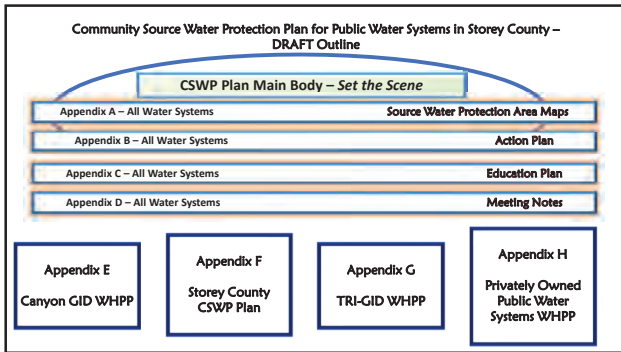 Community Source Water Protection Plan for Public Water Systems in Storey County –
DRAFT Outline
CSWP Plan Main Body – Set the Scene
Appendix A – All Water Systems Source Water Protection Area Maps
Appendix B – All Water Systems Action Plan
Appendix C – All Water Systems Education Plan
Appendix D – All Water Systems Meeting Notes
Appendix E
Canyon GID WHPP
Appendix F
Storey County
CSWP Plan
Appendix G
TRI-GID WHPP
Appendix H
Privately Owned
Public Water
Systems WHPP